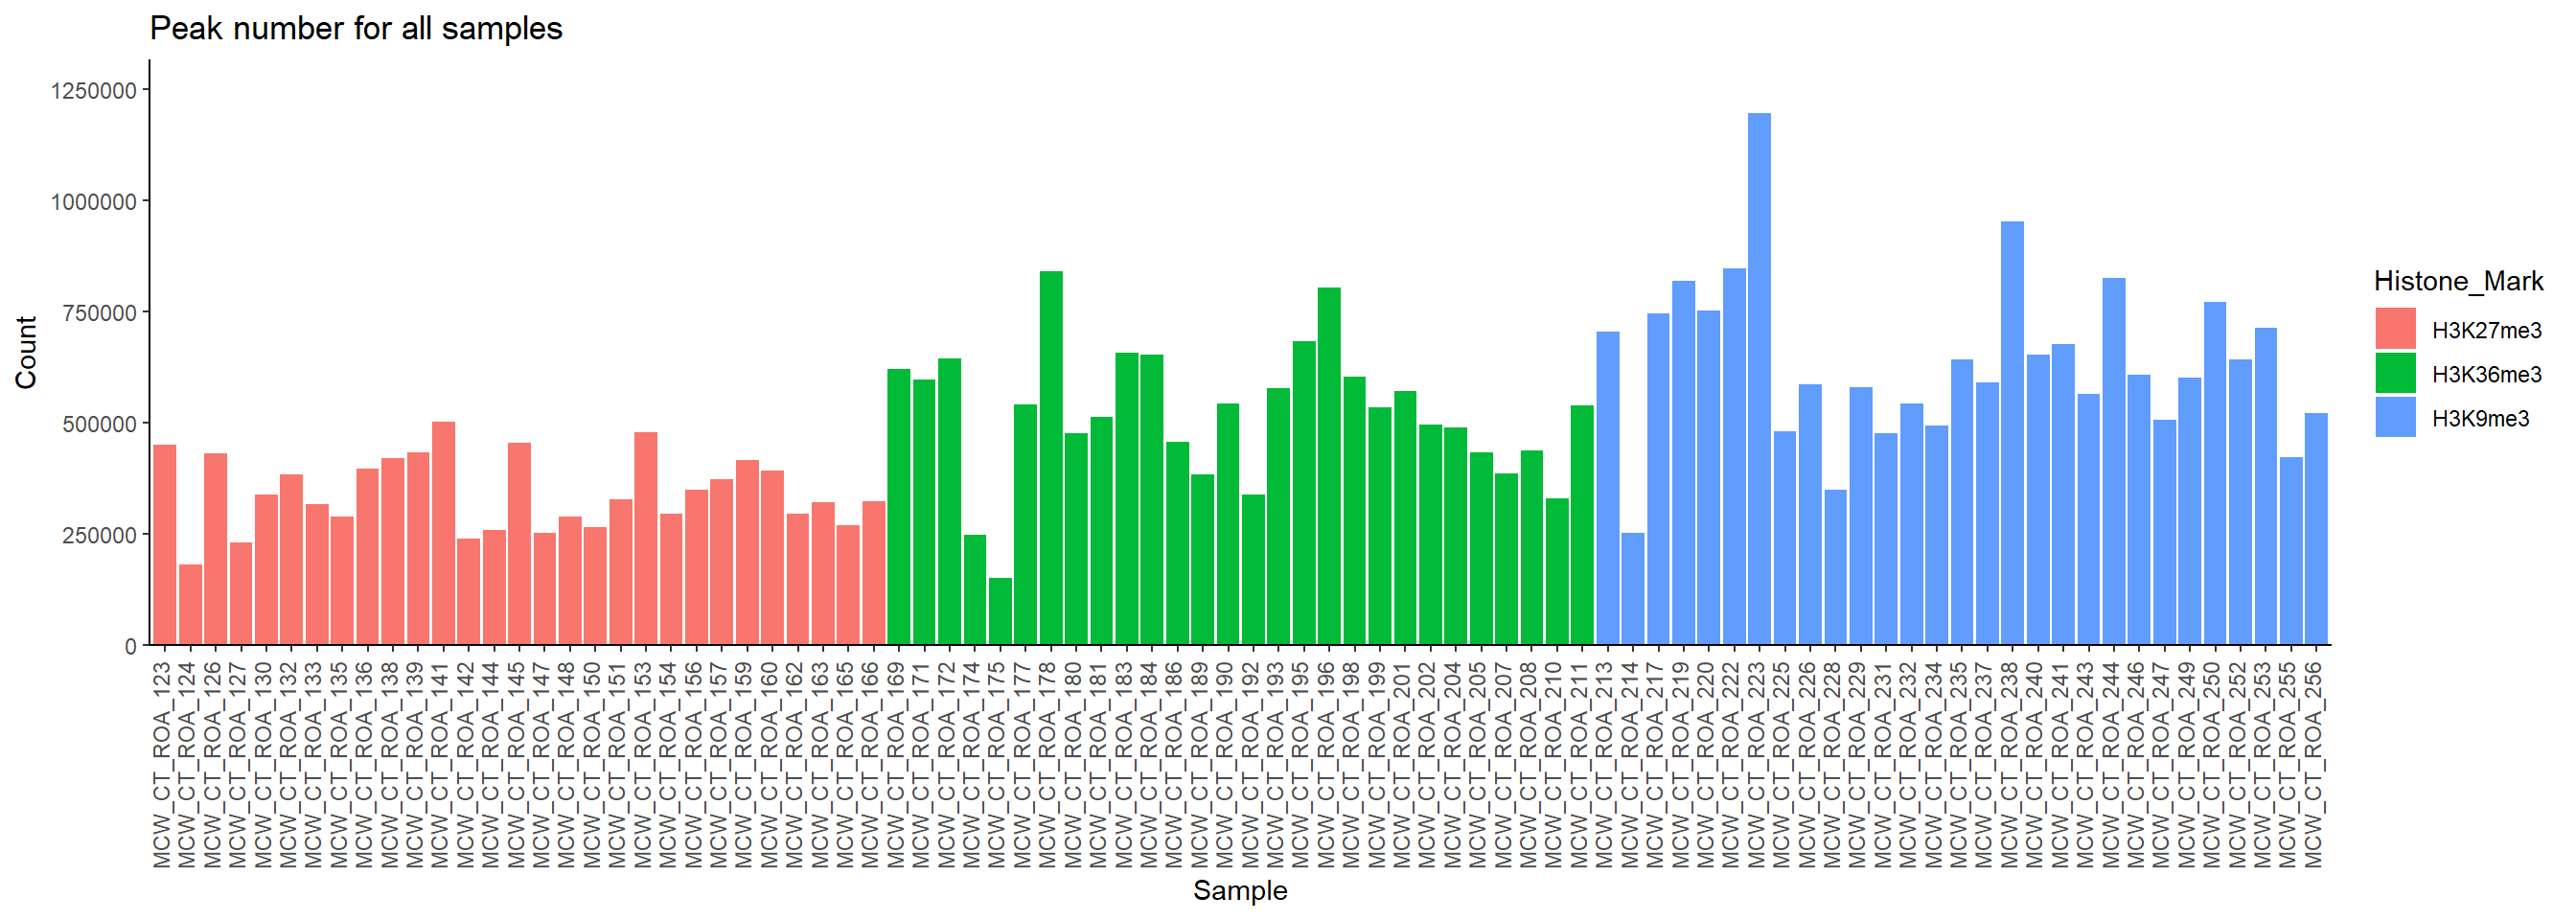 Peak number for all samples
1250000
1000000
750000
500000
250000
0
Count
MCW_CT_ROA_123
MCW_CT_ROA_124
MCW_CT_ROA_126
MCW_CT_ROA_127
MCW_CT_ROA_130
MCW_CT_ROA_132
MCW_CT_ROA_133
MCW_CT_ROA_135
MCW_CT_ROA_136
MCW_CT_ROA_138
MCW_CT_ROA_139
MCW_CT_ROA_141
MCW_CT_ROA_142
MCW_CT_ROA_144
MCW_CT_ROA_145
MCW_CT_ROA_147
MCW_CT_ROA_148
MCW_CT_ROA_150
MCW_CT_ROA_151
MCW_CT_ROA_153
MCW_CT_ROA_154
MCW_CT_ROA_156
MCW_CT_ROA_157
MCW_CT_ROA_159
MCW_CT_ROA_160
MCW_CT_ROA_162
MCW_CT_ROA_163
MCW_CT_ROA_165
MCW_CT_ROA_166
MCW_CT_ROA_169
MCW_CT_ROA_171
MCW_CT_ROA_172
MCW_CT_ROA_174
MCW_CT_ROA_175
MCW_CT_ROA_177
MCW_CT_ROA_178
MCW_CT_ROA_180
MCW_CT_ROA_181
MCW_CT_ROA_183
MCW_CT_ROA_184
MCW_CT_ROA_186
MCW_CT_ROA_189
MCW_CT_ROA_190
MCW_CT_ROA_192
MCW_CT_ROA_193
MCW_CT_ROA_195
MCW_CT_ROA_196
MCW_CT_ROA_198
MCW_CT_ROA_199
MCW_CT_ROA_201
MCW_CT_ROA_202
MCW_CT_ROA_204
MCW_CT_ROA_205
MCW_CT_ROA_207
MCW_CT_ROA_208
MCW_CT_ROA_210
MCW_CT_ROA_211
MCW_CT_ROA_213
MCW_CT_ROA_214
MCW_CT_ROA_217
MCW_CT_ROA_219
MCW_CT_ROA_220
MCW_CT_ROA_222
MCW_CT_ROA_223
MCW_CT_ROA_225
MCW_CT_ROA_226
MCW_CT_ROA_228
MCW_CT_ROA_229
MCW_CT_ROA_231
MCW_CT_ROA_232
MCW_CT_ROA_234
MCW_CT_ROA_235
MCW_CT_ROA_237
MCW_CT_ROA_238
MCW_CT_ROA_240
MCW_CT_ROA_241
MCW_CT_ROA_243
MCW_CT_ROA_244
MCW_CT_ROA_246
MCW_CT_ROA_247
MCW_CT_ROA_249
MCW_CT_ROA_250
MCW_CT_ROA_252
MCW_CT_ROA_253
MCW_CT_ROA_255
MCW_CT_ROA_256
Sample
Histone_Mark
H3K27me3
H3K36me3
H3K9me3